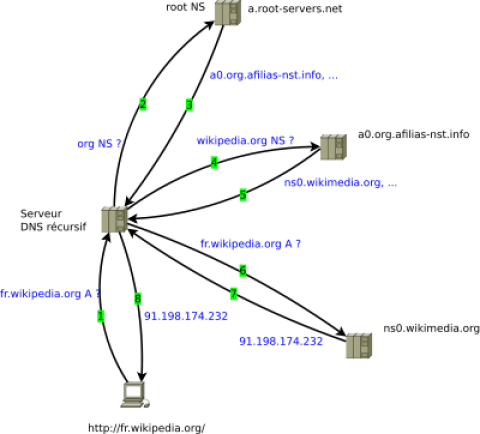 root NS
a.root-servers.net
a0.org.afilias-nst.info, ...
2
3
org NS ?
wikipedia.org NS ?
a0.org.afilias-nst.info
4
ns0.wikimedia.org, ...
5
Serveur
DNS récursif
fr.wikipedia.org A ?
6
fr.wikipedia.org A ?
7
8
1
91.198.174.232
ns0.wikimedia.org
91.198.174.232
http://fr.wikipedia.org/